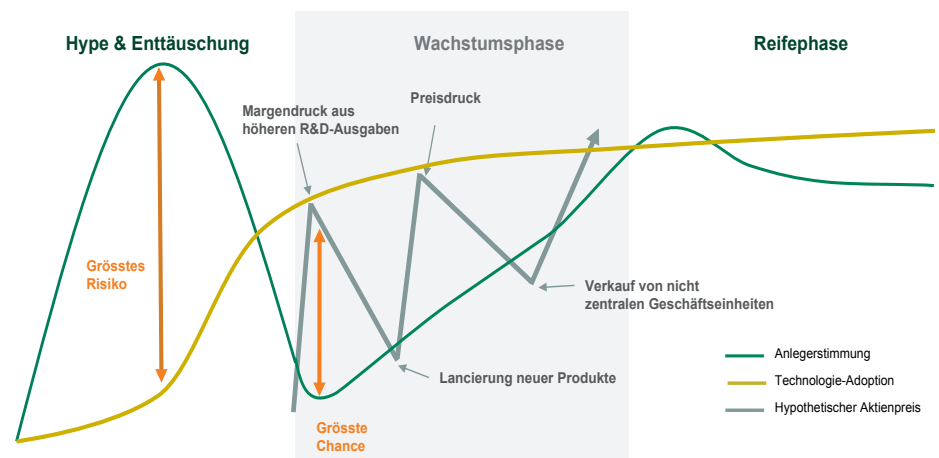 Hype & Enttäuschung
Wachstumsphase
Reifephase
Margendruck aus
höheren R&D-Ausgaben
Preisdruck
Grösstes
Risiko
Verkauf von nicht
zentralen Geschäftseinheiten
Lancierung neuer Produkte
Grösste
Chance
Anlegerstimmung
Technologie-Adoption
Hypothetischer Aktienpreis